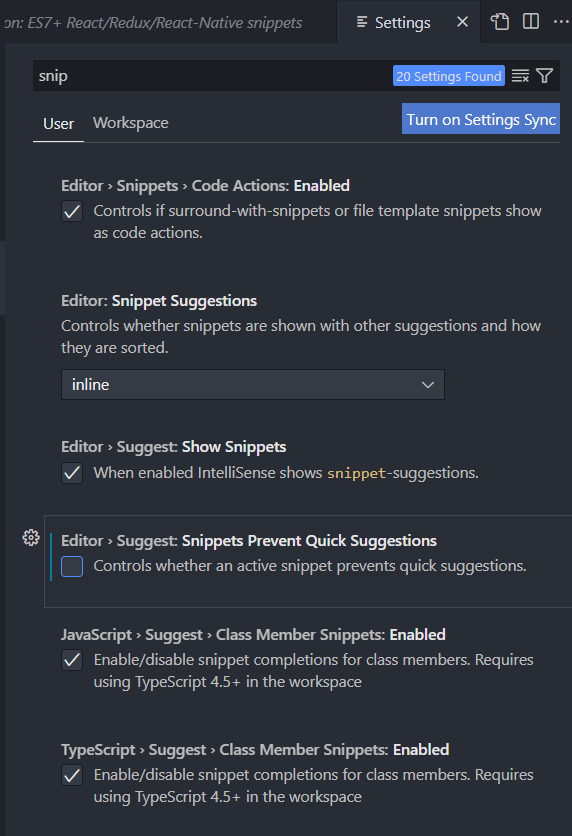 on: ES7+ React/Redux/React-Native snippets
Settings
snip
20 Settings Found
User
Workspace
Turn on Settings Sync
Editor › Snippets › Code Actions: Enabled
Controls if surround-with-snippets or file template snippets show
as code actions.
Editor: Snippet Suggestions
Controls whether snippets are shown with other suggestions and how
they are sorted.
inline
Editor › Suggest: Show Snippets
When enabled IntelliSense shows snippet-suggestions.
Editor › Suggest: Snippets Prevent Quick Suggestions
Controls whether an active snippet prevents quick suggestions.
JavaScript › Suggest › Class Member Snippets: Enabled
Enable/disable snippet completions for class members. Requires
using TypeScript 4.5+ in the workspace
TypeScript › Suggest › Class Member Snippets: Enabled
Enable/disable snippet completions for class members. Requires
using TypeScript 4.5+ in the workspace